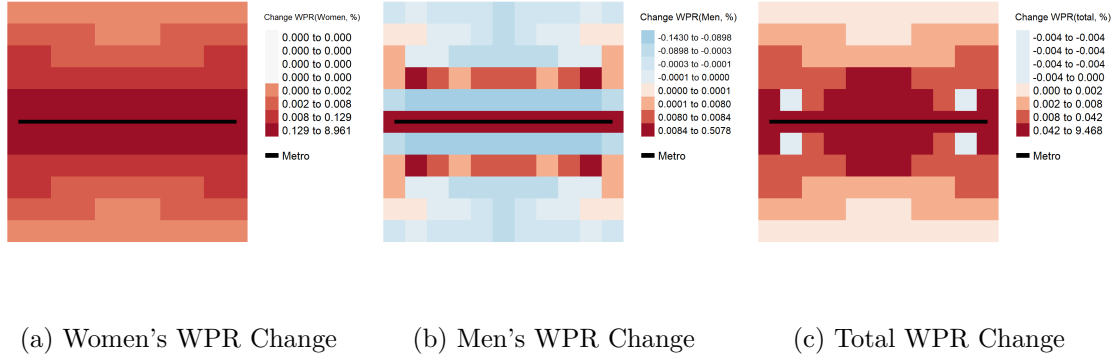 Change WPR(Women, %)
0.000 to 0.000
0.000 to 0.000
0.000 to 0.000
0.000 to 0.000
0.000 to 0.002
0.002 to 0.008
0.008 to 0.129
0.129 to 8.961
Metro
Change WPR(Men, %)
-0.1430 to -0.0898
-0.0898 to -0.0003
-0.0003 to -0.0001
-0.0001 to 0.0000
0.0000 to 0.0001
0.0001 to 0.0080
0.0080 to 0.0084
0.0084 to 0.5078
Metro
Change WPR(total, %)
-0.004 to -0.004
-0.004 to -0.004
-0.004 to -0.004
-0.004 to 0.000
0.000 to 0.002
0.002 to 0.008
0.008 to 0.042
0.042 to 9.468
Metro
(a) Women's WPR Change
(b) Men's WPR Change
(c) Total WPR Change